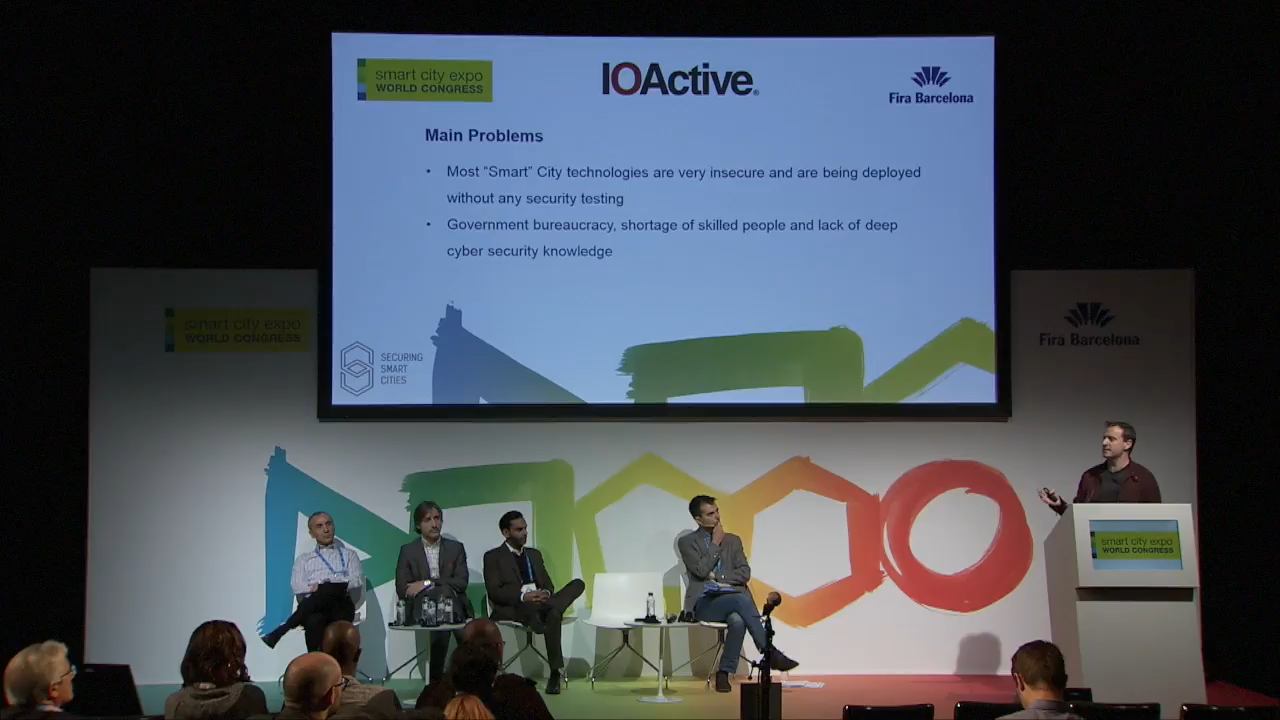 smart city expo
WORLD CONGRESS
IOActive®
Fira Barcelona
Main Problems
• Most “Smart” City technologies are very insecure and are being deployed
without any security testing
• Government bureaucracy, shortage of skilled people and lack of deep
cyber security knowledge
SECURING
SMART
CITIES
smart city expo
WORLD CONGRESS
Fira Barcelona
smart city expo
WORLD CONGRESS